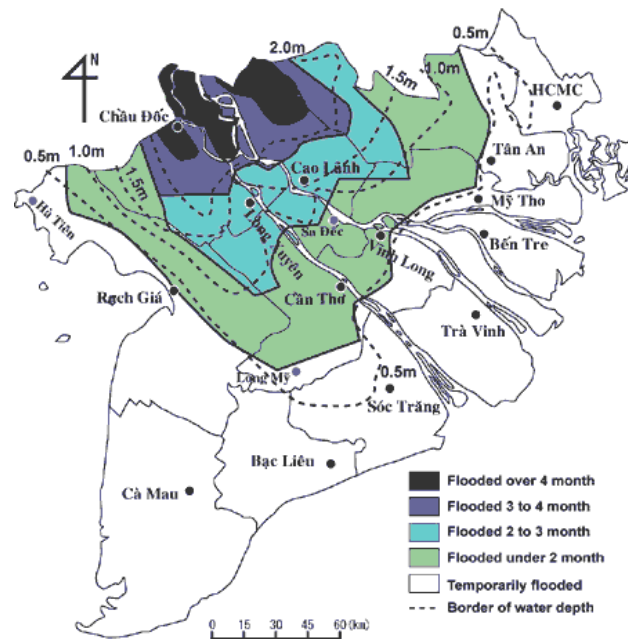 0.5m
2.0m
N
1.5m
1.0m
HCMC
Chầu Đốc
Tân An
0.5m
1.0m
Cao Lãnh
1.5m
Mỹ Tho
Hà Tiên
Long Xuyên
Sa Đéc
Bến Tre
Vĩnh Long
Rạch Giá
Cần Thơ
Trà Vinh
Long Mỹ
0.5m
Sóc Trăng
Bạc Liêu
Cà Mau
Flooded over 4 month
Flooded 3 to 4 month
Flooded 2 to 3 month
Flooded under 2 month
Temporarily flooded
Border of water depth
0 15 30 60 (km)